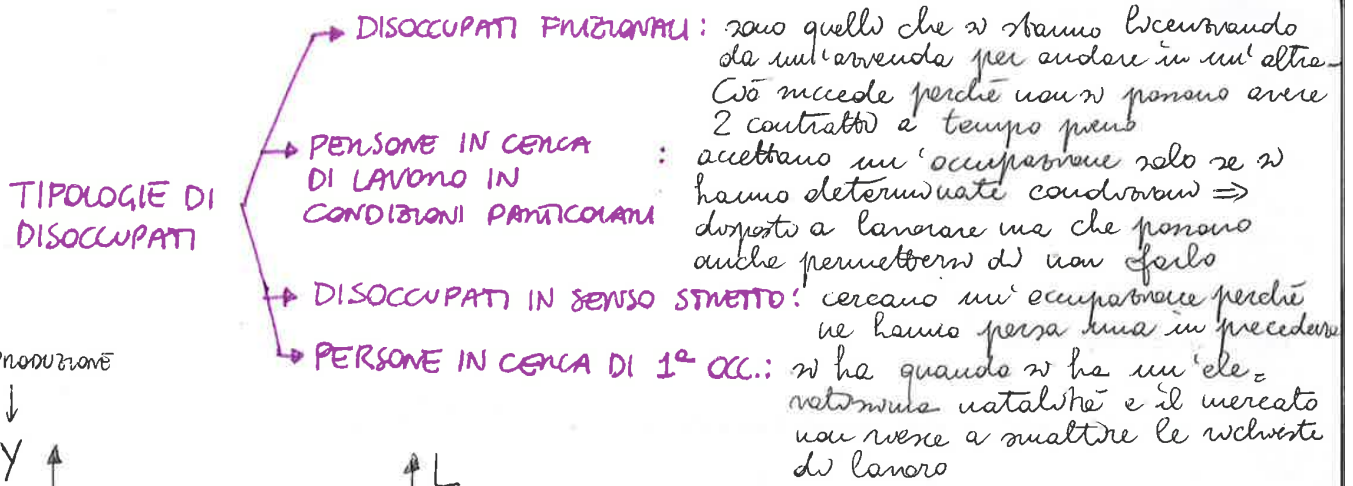 TIPOLOGIE DI
DISOCCUPATI
DISOCCUPATI FRIZIONALI: sono quelli che si stanno licenziando
da un'azienda per andare in un'altra.
Ciò succede perché non si possono avere
2 contratti a tempo pieno
PERSONE IN CERCA
DI LAVORO IN
CONDIZIONI PARTICOLARI
: accettano un'occupazione solo se si
hanno determinate condizioni ⇒
disposti a lavorare ma che possono
anche permettersi di non farlo
DISOCCUPATI IN SENSO STRETTO: cercano un'occupazione perché
ne hanno persa una in precedenza
PERSONE IN CERCA DI 1ª OCC.: si ha quando si ha un'ele=
vatissima natalità e il mercato
non riesce a smaltire le richieste
di lavoro
PRODUZIONE
↓
Y
L